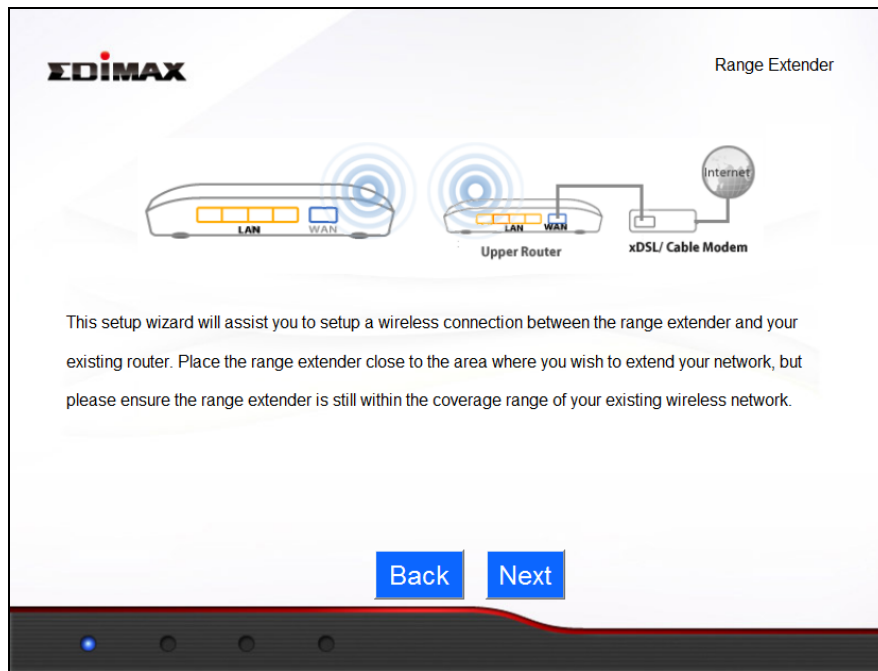 EDIMAX
Range Extender
Internet
LAN WAN
LAN WAN
Upper Router
xDSL/ Cable Modem
This setup wizard will assist you to setup a wireless connection between the range extender and your
existing router. Place the range extender close to the area where you wish to extend your network, but
please ensure the range extender is still within the coverage range of your existing wireless network.
Back Next